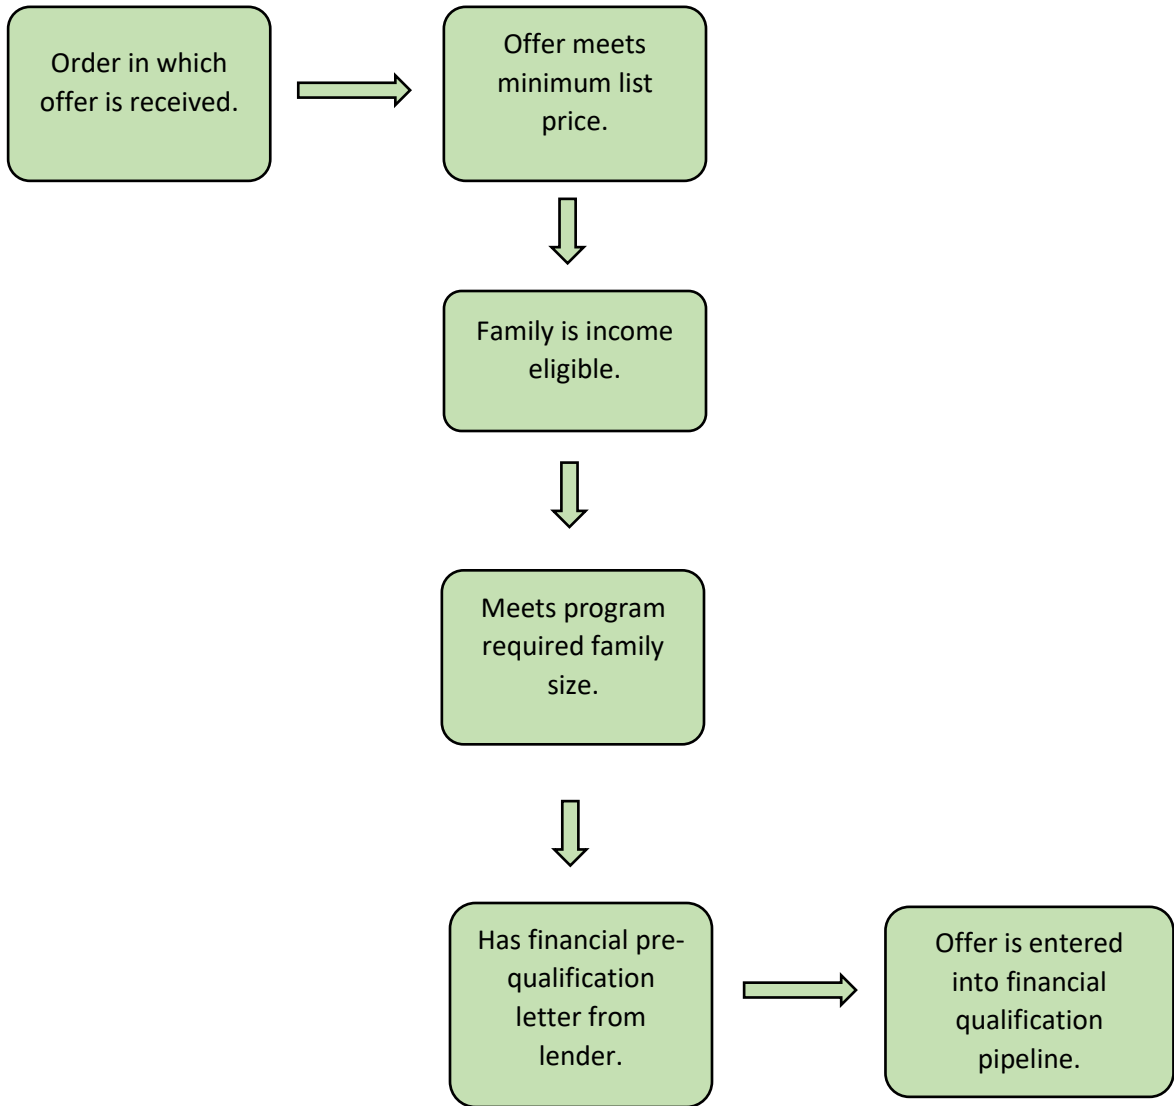 Order in which
offer is received.
Offer meets
minimum list
price.
Family is income
eligible.
Meets program
required family
size.
Has financial pre-
qualification
letter from
lender.
Offer is entered
into financial
qualification
pipeline.